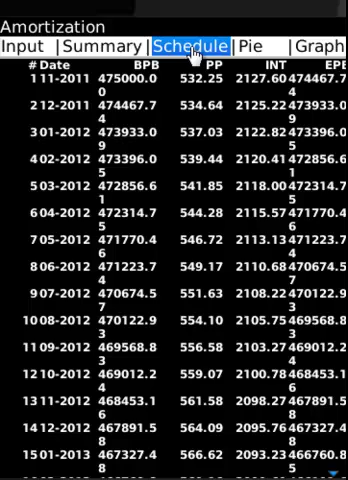 Amortization
Input |Summary|Schedule|Pie |Graph
# Date BPB PP INT EPB
1 11-2011 475000.0 532.25 2127.60 474467.7
0 4
2 12-2011 474467.7 534.64 2125.22 473933.0
4 9
3 01-2012 473933.0 537.03 2122.82 473396.0
9 5
4 02-2012 473396.0 539.44 2120.41 472856.6
5 1
5 03-2012 472856.6 541.85 2118.00 472314.7
1 5
6 04-2012 472314.7 544.28 2115.57 471770.4
5 6
7 05-2012 471770.4 546.72 2113.13 471223.7
6 4
8 06-2012 471223.7 549.17 2110.68 470674.5
4 7
9 07-2012 470674.5 551.63 2108.22 470122.9
7 3
10 08-2012 470122.9 554.10 2105.75 469568.8
3 3
11 09-2012 469568.8 556.58 2103.27 469012.2
3 4
12 10-2012 469012.2 559.07 2100.78 468453.1
4 6
13 11-2012 468453.1 561.58 2098.27 467891.5
6 8
14 12-2012 467891.5 564.09 2095.76 467327.4
8 8
15 01-2013 467327.4 566.62 2093.23 466760.8
8 5